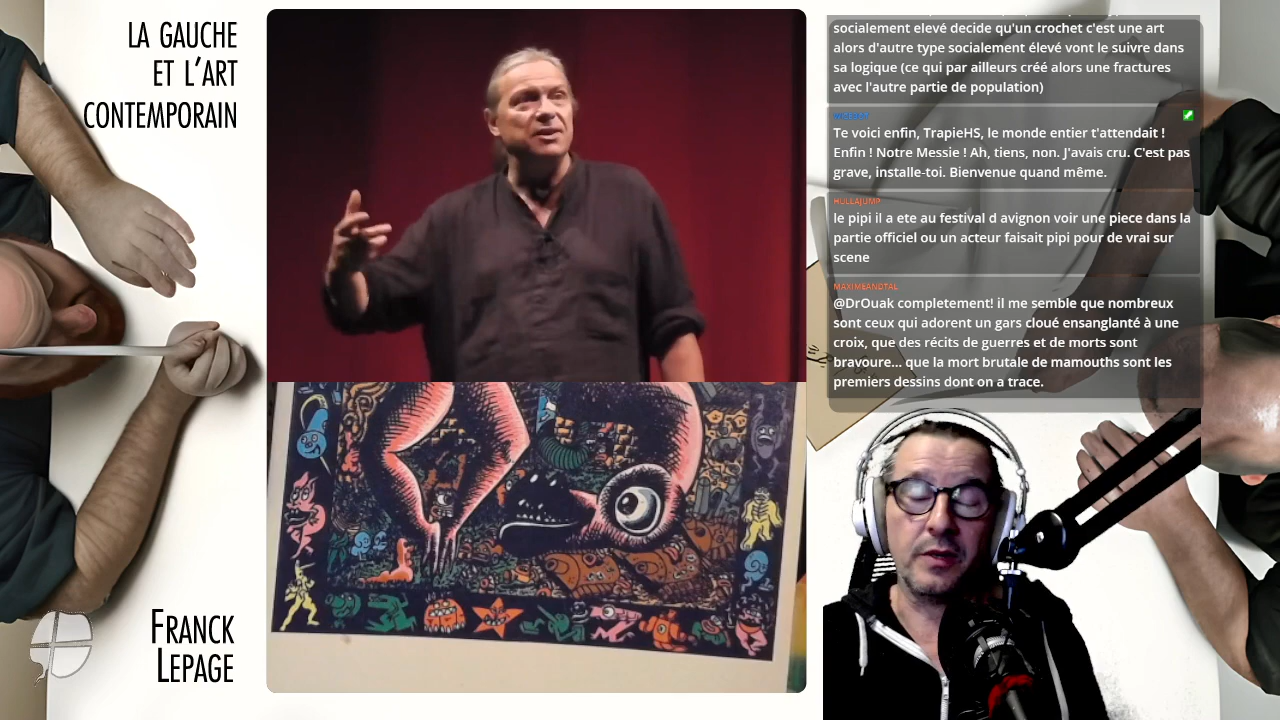 LA GAUCHE
ET L'ART
CONTEMPORAIN
FRANCK
LEPAGE
socialement elevé decide qu'un crochet c'est une art
alors d'autre type socialement élevé vont le suivre dans
sa logique (ce qui par ailleurs créé alors une fractures
avec l'autre partie de population)
Te voici enfin, TrapieHS, le monde entier t'attendait !
Enfin ! Notre Messie ! Ah, tiens, non. J'avais cru. C'est pas
grave, installe-toi. Bienvenue quand même.
HULLAJUMP
le pipi il a ete au festival d avignon voir une piece dans la
partie officiel ou un acteur faisait pipi pour de vrai sur
scene
MAXIMEANDTAL
@DrOuak completement! il me semble que nombreux
sont ceux qui adorent un gars cloué ensanglanté à une
croix, que des récits de guerres et de morts sont
bravoure... que la mort brutale de mamouths sont les
premiers dessins dont on a trace.